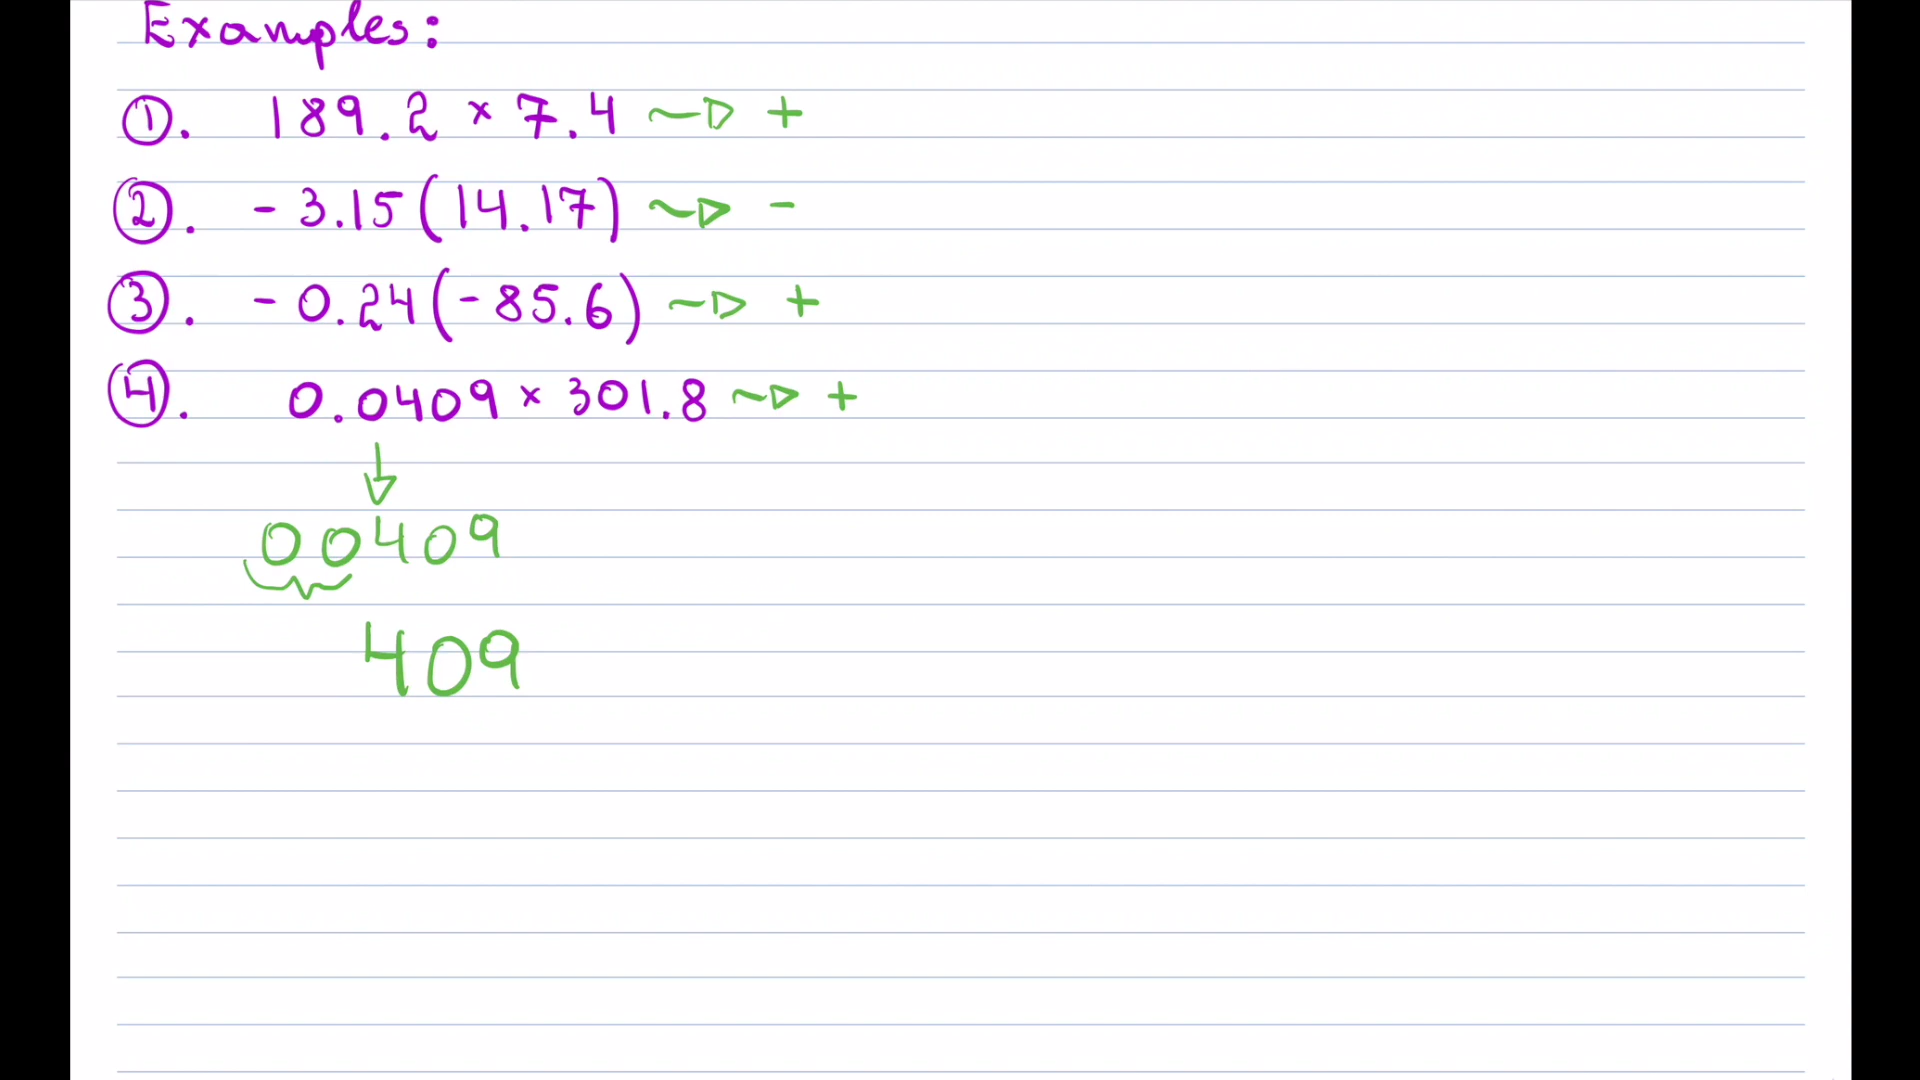 Examples:
①. 189.2 × 7.4 ~▷ +
②. - 3.15(14.17) ~▷ -
③. - 0.24(-85.6) ~▷ +
④. 0.0409 × 301.8 ~▷ +
↓
00409
409